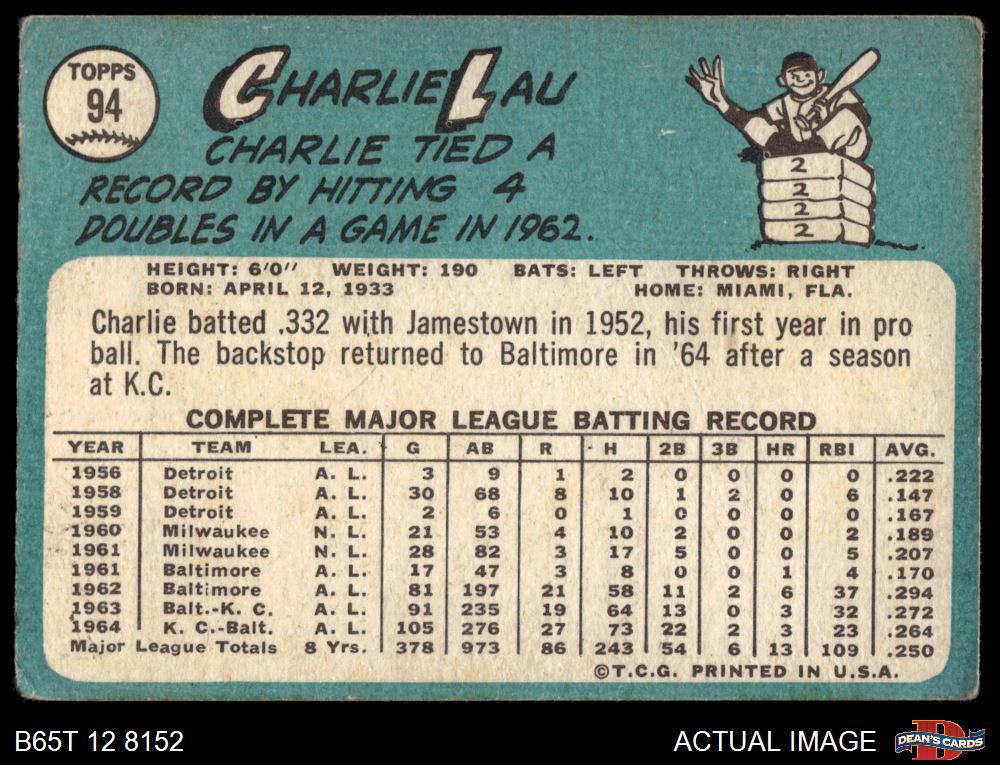 TOPPS
94
CHARLIE LAU
CHARLIE TIED A
RECORD BY HITTING 4
DOUBLES IN A GAME IN 1962.
2
2
2
2
HEIGHT: 6'0" WEIGHT: 190 BATS: LEFT THROWS: RIGHT
BORN: APRIL 12, 1933 HOME: MIAMI, FLA.
Charlie batted .332 with Jamestown in 1952, his first year in pro
ball. The backstop returned to Baltimore in '64 after a season
at K.C.
COMPLETE MAJOR LEAGUE BATTING RECORD
YEAR TEAM LEA. G AB R H 2B 3B HR RBI AVG.
1956 Detroit A. L. 3 9 1 2 0 0 0 0 .222
1958 Detroit A. L. 30 68 8 10 1 2 0 6 .147
1959 Detroit A. L. 2 6 0 1 0 0 0 0 .167
1960 Milwaukee N. L. 21 53 4 10 2 0 0 2 .189
1961 Milwaukee N. L. 28 82 3 17 5 0 0 5 .207
1961 Baltimore A. L. 17 47 3 8 0 0 1 4 .170
1962 Baltimore A. L. 81 197 21 58 11 2 6 37 .294
1963 Balt.-K. C. A. L. 91 235 19 64 13 0 3 32 .272
1964 K. C.-Balt. A. L. 105 276 27 73 22 2 3 23 .264
Major League Totals 8 Yrs. 378 973 86 243 54 6 13 109 .250
©T.C.G. PRINTED IN U.S.A.
B65T 12 8152
ACTUAL IMAGE
D
DEAN'S CARDS